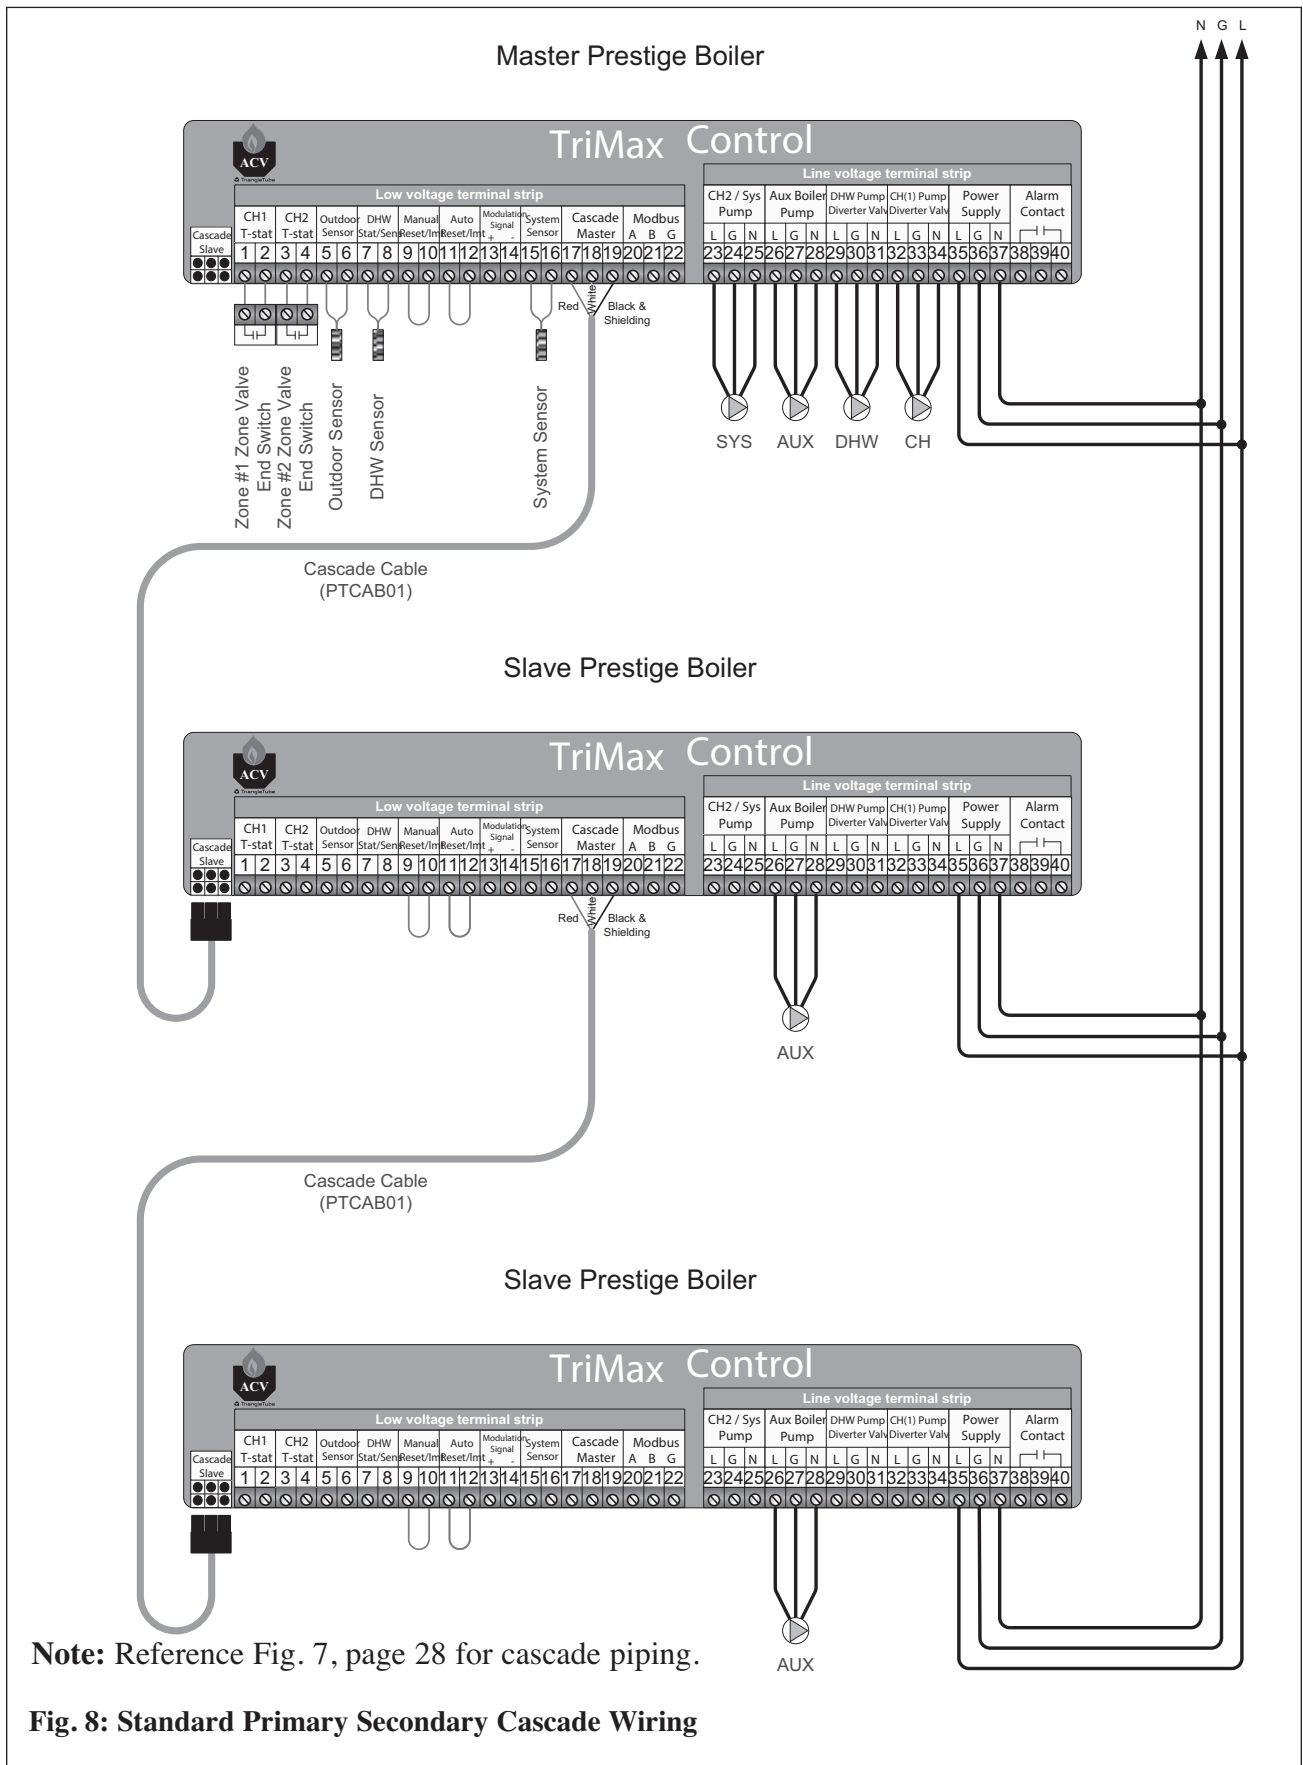 N G L
Master Prestige Boiler
TriMax Control
ACV
TriangleTube
Low voltage terminal strip
Line voltage terminal strip
Cascade
Slave
CH1
T-stat
CH2
T-stat
Outdoor
Sensor
DHW
Stat/Sens
Manual
Reset/lmt
Auto
Reset/lmt
Modulation
Signal
+ -
System
Sensor
Cascade
Master
Modbus
A B G
CH2 / Sys
Pump
Aux Boiler
Pump
DHW Pump
Diverter Valv
CH(1) Pump
Diverter Valv
Power
Supply
Alarm
Contact
L G N L G N L G N L G N L G N
1 2 3 4 5 6 7 8 9 10 11 12 13 14 15 16 17 18 19 20 21 22
23 24 25 26 27 28 29 30 31 32 33 34 35 36 37 38 39 40
Red
White
Black &
Shielding
Zone #1 Zone Valve
End Switch
Zone #2 Zone Valve
End Switch
Outdoor Sensor
DHW Sensor
System Sensor
SYS AUX DHW CH
Cascade Cable
(PTCAB01)
Slave Prestige Boiler
TriMax Control
ACV
TriangleTube
Low voltage terminal strip
Line voltage terminal strip
Cascade
Slave
CH1
T-stat
CH2
T-stat
Outdoor
Sensor
DHW
Stat/Sens
Manual
Reset/lmt
Auto
Reset/lmt
Modulation
Signal
+ -
System
Sensor
Cascade
Master
Modbus
A B G
CH2 / Sys
Pump
Aux Boiler
Pump
DHW Pump
Diverter Valv
CH(1) Pump
Diverter Valv
Power
Supply
Alarm
Contact
L G N L G N L G N L G N L G N
1 2 3 4 5 6 7 8 9 10 11 12 13 14 15 16 17 18 19 20 21 22
23 24 25 26 27 28 29 30 31 32 33 34 35 36 37 38 39 40
Red
White
Black &
Shielding
AUX
Cascade Cable
(PTCAB01)
Slave Prestige Boiler
TriMax Control
ACV
TriangleTube
Low voltage terminal strip
Line voltage terminal strip
Cascade
Slave
CH1
T-stat
CH2
T-stat
Outdoor
Sensor
DHW
Stat/Sens
Manual
Reset/lmt
Auto
Reset/lmt
Modulation
Signal
+ -
System
Sensor
Cascade
Master
Modbus
A B G
CH2 / Sys
Pump
Aux Boiler
Pump
DHW Pump
Diverter Valv
CH(1) Pump
Diverter Valv
Power
Supply
Alarm
Contact
L G N L G N L G N L G N L G N
1 2 3 4 5 6 7 8 9 10 11 12 13 14 15 16 17 18 19 20 21 22
23 24 25 26 27 28 29 30 31 32 33 34 35 36 37 38 39 40
AUX
Note: Reference Fig. 7, page 28 for cascade piping.
Fig. 8: Standard Primary Secondary Cascade Wiring